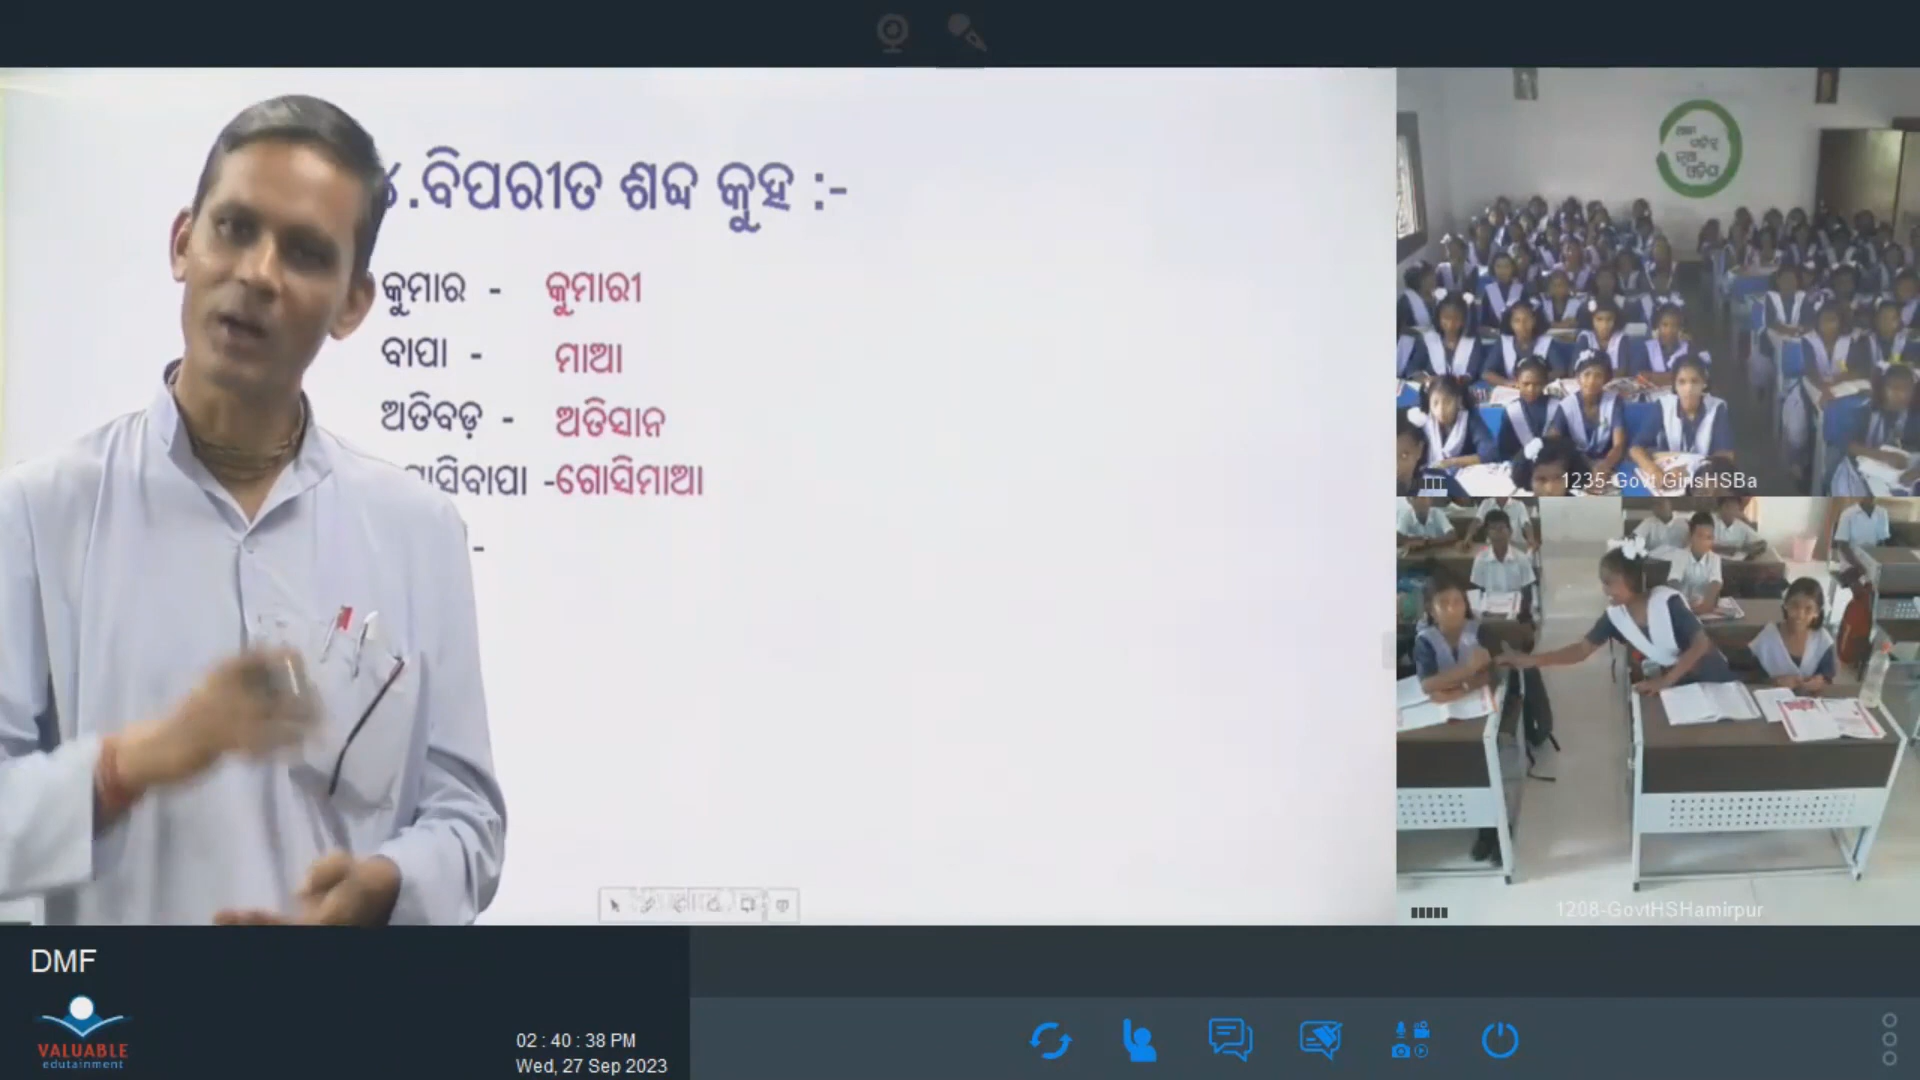 .ବିପରୀତ ଶବ୍ଦ କୁହ :-
କୁମାର - କୁମାରୀ
ବାପା - ମାଆ
ଅତିବଡ଼ - ଅତିସାନ
ସିବାପା -ଗୋସିମାଆ
-
1235-Govt GirlsHSBa
1208-GovtHSHamirpur
DMF
VALUABLE
edutainment
02 : 40 : 38 PM
Wed, 27 Sep 2023